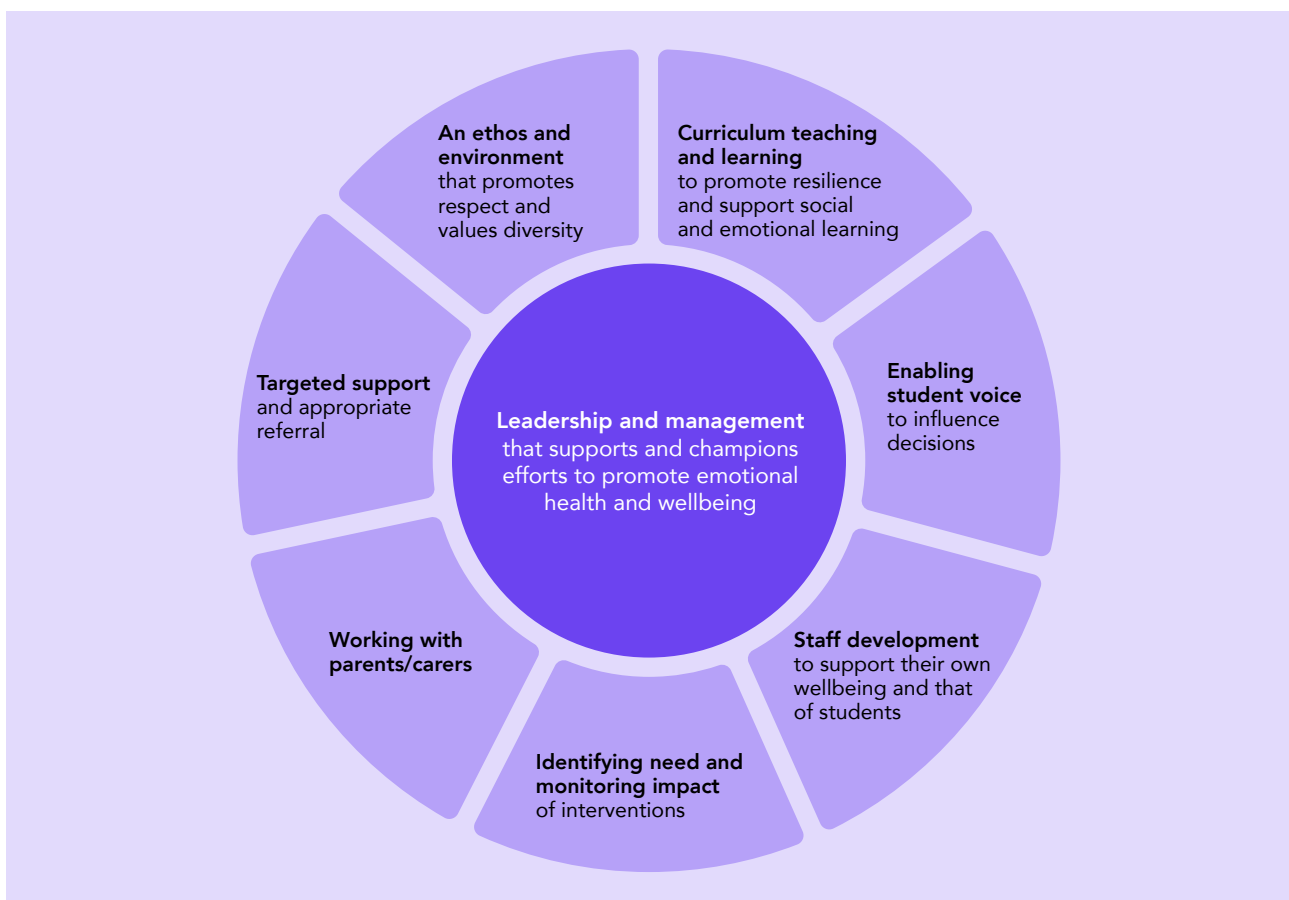 An ethos and
environment
that promotes
respect and
values diversity
Curriculum teaching
and learning
to promote resilience
and support social
and emotional learning
Enabling
student voice
to influence
decisions
Staff development
to support their own
wellbeing and that
of students
Identifying need and
monitoring impact
of interventions
Working with
parents/carers
Targeted support
and appropriate
referral
Leadership and management
that supports and champions
efforts to promote emotional
health and wellbeing